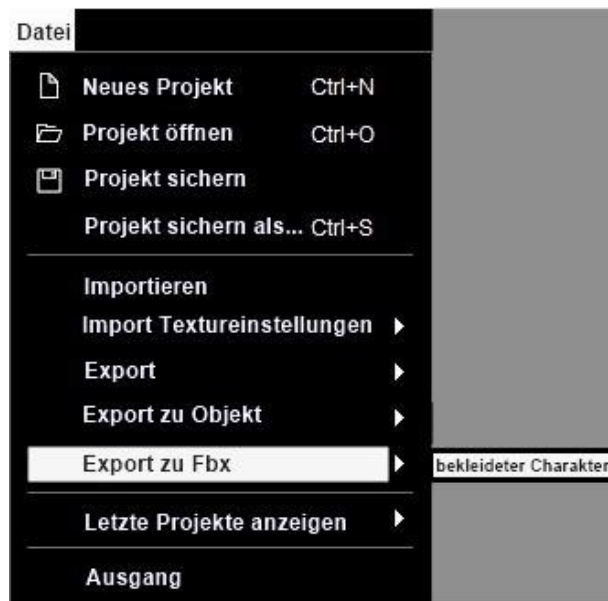 Datei
Neues Projekt Ctrl+N
Projekt öffnen Ctrl+O
Projekt sichern
Projekt sichern als... Ctrl+S
Importieren
Import Textureinstellungen
Export
Export zu Objekt
Export zu Fbx bekleideter Charakter
Letzte Projekte anzeigen
Ausgang